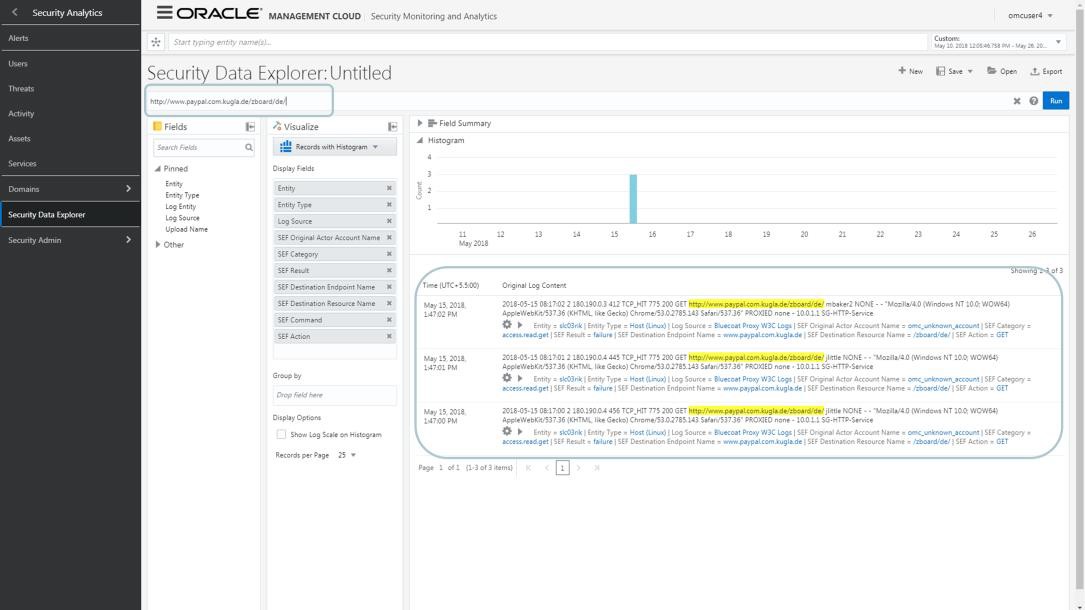 Security Analytics
ORACLE MANAGEMENT CLOUD Security Monitoring and Analytics
omcuser4
Alerts
Users
Threats
Activity
Assets
Services
Domains
Security Data Explorer
Security Admin
Start typing entity name(s)...
Custom:
May 10, 2018 12:05:46.758 PM - May 26, 20...
Security Data Explorer: Untitled
New
Save
Open
Export
http://www.paypal.com.kugla.de/zboard/de/
Run
Fields
Search Fields
Pinned
Entity
Entity Type
Log Entity
Log Source
Upload Name
Other
Visualize
Records with Histogram
Display Fields
Entity
Entity Type
Log Source
SEF Original Actor Account Name
SEF Category
SEF Result
SEF Destination Endpoint Name
SEF Destination Resource Name
SEF Command
SEF Action
Group by
Drop field here
Display Options
Show Log Scale on Histogram
Records per Page 25
Field Summary
Histogram
Count
4
3
2
1
11 12 13 14 15 16 17 18 19 20 21 22 23 24 25 26
May 2018
Showing 1-3 of 3
Time (UTC+5.5:00) Original Log Content
May 15, 2018,
1:47:02 PM
2018-05-15 08:17:02 2 180.190.0.3 412 TCP_HIT 775 200 GET http://www.paypal.com.kugla.de/zboard/de/ mbaker2 NONE - - "Mozilla/4.0 (Windows NT 10.0; WOW64)
AppleWebKit/537.36 (KHTML, like Gecko) Chrome/53.0.2785.143 Safari/537.36" PROXIED none - 10.0.1.1 SG-HTTP-Service
Entity = slc03rik | Entity Type = Host (Linux) | Log Source = Bluecoat Proxy W3C Logs | SEF Original Actor Account Name = omc_unknown_account | SEF Category =
access.read.get | SEF Result = failure | SEF Destination Endpoint Name = www.paypal.com.kugla.de | SEF Destination Resource Name = /zboard/de/ | SEF Action = GET
May 15, 2018,
1:47:01 PM
2018-05-15 08:17:01 2 180.190.0.4 445 TCP_HIT 775 200 GET http://www.paypal.com.kugla.de/zboard/de/ jlittle NONE - - "Mozilla/4.0 (Windows NT 10.0; WOW64)
AppleWebKit/537.36 (KHTML, like Gecko) Chrome/53.0.2785.143 Safari/537.36" PROXIED none - 10.0.1.1 SG-HTTP-Service
Entity = slc03rik | Entity Type = Host (Linux) | Log Source = Bluecoat Proxy W3C Logs | SEF Original Actor Account Name = omc_unknown_account | SEF Category =
access.read.get | SEF Result = failure | SEF Destination Endpoint Name = www.paypal.com.kugla.de | SEF Destination Resource Name = /zboard/de/ | SEF Action = GET
May 15, 2018,
1:47:00 PM
2018-05-15 08:17:00 2 180.190.0.4 456 TCP_HIT 775 200 GET http://www.paypal.com.kugla.de/zboard/de/ jlittle NONE - - "Mozilla/4.0 (Windows NT 10.0; WOW64)
AppleWebKit/537.36 (KHTML, like Gecko) Chrome/53.0.2785.143 Safari/537.36" PROXIED none - 10.0.1.1 SG-HTTP-Service
Entity = slc03rik | Entity Type = Host (Linux) | Log Source = Bluecoat Proxy W3C Logs | SEF Original Actor Account Name = omc_unknown_account | SEF Category =
access.read.get | SEF Result = failure | SEF Destination Endpoint Name = www.paypal.com.kugla.de | SEF Destination Resource Name = /zboard/de/ | SEF Action = GET
Page 1 of 1 (1-3 of 3 items) 1